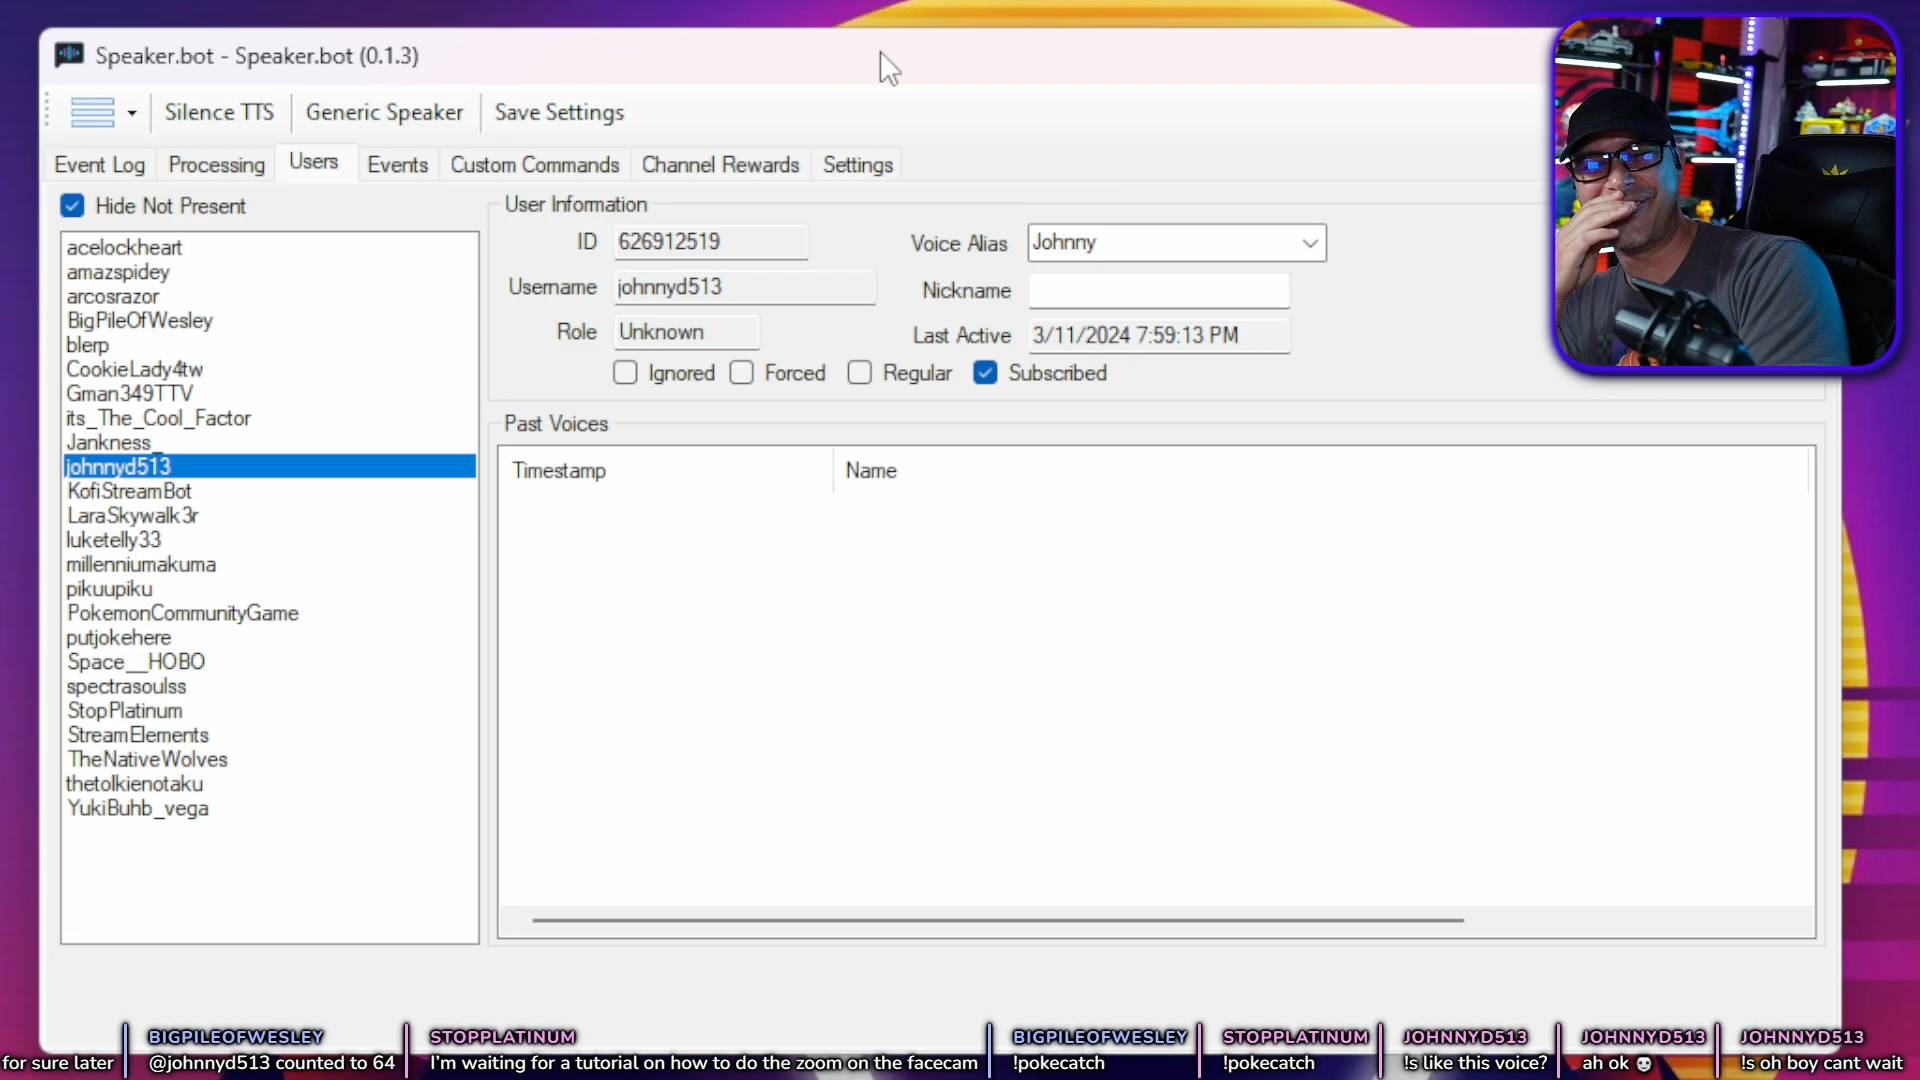 Speaker.bot - Speaker.bot (0.1.3)
Silence TTS
Generic Speaker
Save Settings
Event Log
Processing
Users
Events
Custom Commands
Channel Rewards
Settings
Hide Not Present
acelockheart
amazspidey
arcosrazor
BigPileOfWesley
blerp
CookieLady4tw
Gman349TTV
its_The_Cool_Factor
Jankness_
johnnyd513
KofiStreamBot
LaraSkywalk3r
luketelly33
millenniumakuma
pikuupiku
PokemonCommunityGame
putjokehere
Space__HOBO
spectrasoulss
StopPlatinum
StreamElements
TheNativeWolves
thetolkienotaku
YukiBuhb_vega
User Information
ID
626912519
Voice Alias
Johnny
Username
johnnyd513
Nickname
Role
Unknown
Last Active
3/11/2024 7:59:13 PM
Ignored
Forced
Regular
Subscribed
Past Voices
Timestamp
Name
for sure later
BIGPILEOFWESLEY
@johnnyd513 counted to 64
STOPPLATINUM
I'm waiting for a tutorial on how to do the zoom on the facecam
BIGPILEOFWESLEY
!pokecatch
STOPPLATINUM
!pokecatch
JOHNNYD513
!s like this voice?
JOHNNYD513
ah ok
JOHNNYD513
!s oh boy cant wait